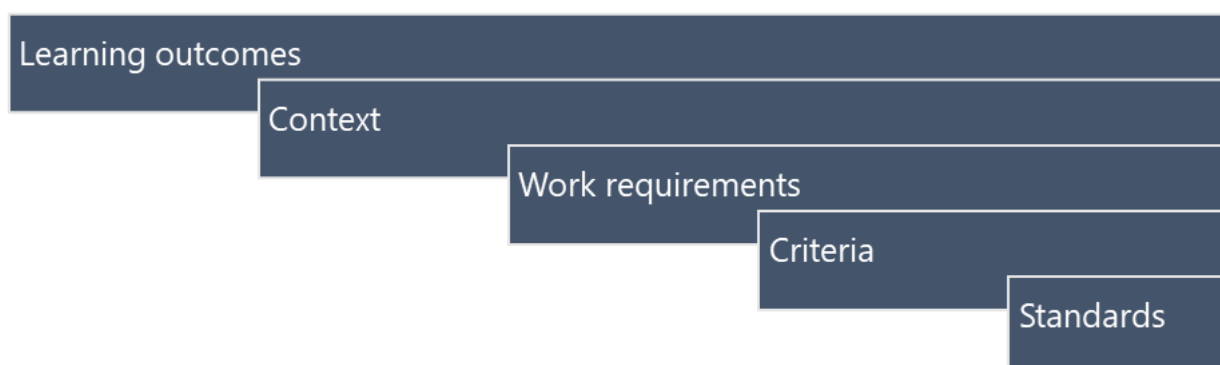 Learning outcomes
Context
Work requirements
Criteria
Standards